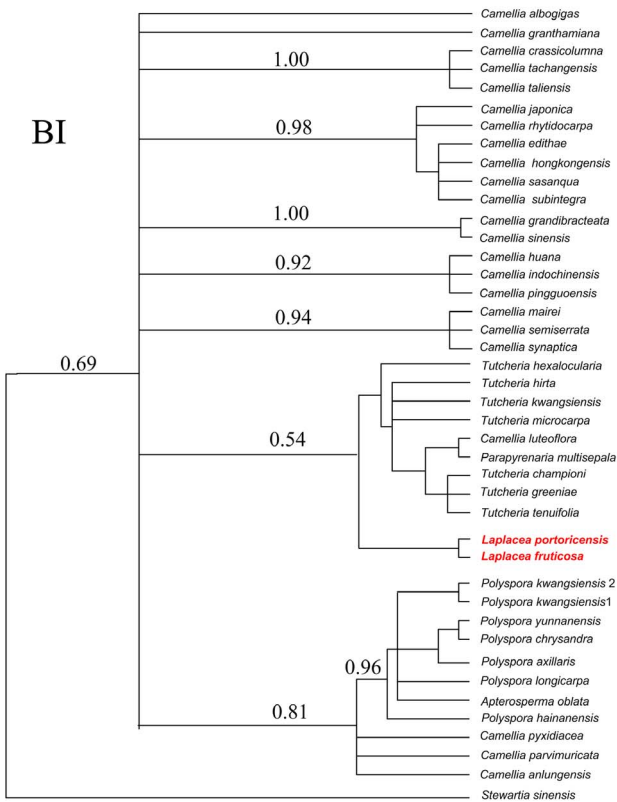 Camellia albogigas
Camellia granthamiana
Camellia crassicolumna
1.00
Camellia tachangensis
Camellia taliensis
Camellia japonica
BI
0.98
Camellia rhytidocarpa
Camellia edithae
Camellia hongkongensis
Camellia sasanqua
Camellia subintegra
1.00
Camellia grandibracteata
Camellia sinensis
Camellia huana
0.92
Camellia indochinensis
Camellia pingguoensis
Camellia mairei
0.94
Camellia semiserrata
Camellia synaptica
0.69
Tutcheria hexalocularia
Tutcheria hirta
Tutcheria kwangsiensis
Tutcheria microcarpa
0.54
Camellia luteoflora
Parapyrenaria multisepala
Tutcheria championi
Tutcheria greeniae
Tutcheria tenuifolia
Laplacea portoricensis
Laplacea fruticosa
Polyspora kwangsiensis 2
Polyspora kwangsiensis1
Polyspora yunnanensis
Polyspora chrysandra
0.96
Polyspora axillaris
Polyspora longicarpa
Apterosperma oblata
0.81
Polyspora hainanensis
Camellia pyxidiacea
Camellia parvimuricata
Camellia anlungensis
Stewartia sinensis